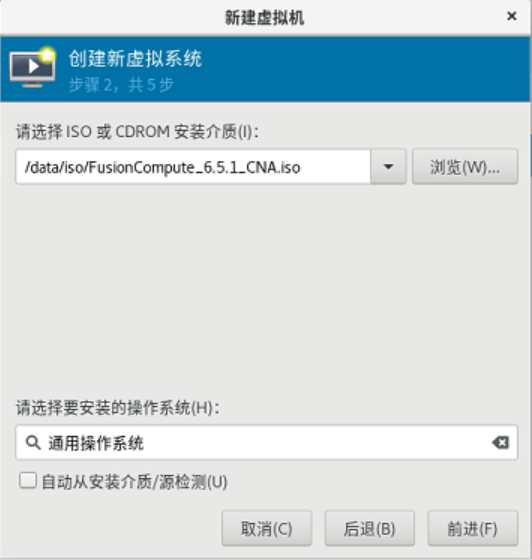 新建虚拟机
创建新虚拟系统
步骤 2，共 5 步
请选择 ISO 或 CDROM 安装介质(I)：
/data/iso/FusionCompute_6.5.1_CNA.iso
浏览(W)...
请选择要安装的操作系统(H)：
通用操作系统
自动从安装介质/源检测(U)
取消(C)
后退(B)
前进(F)